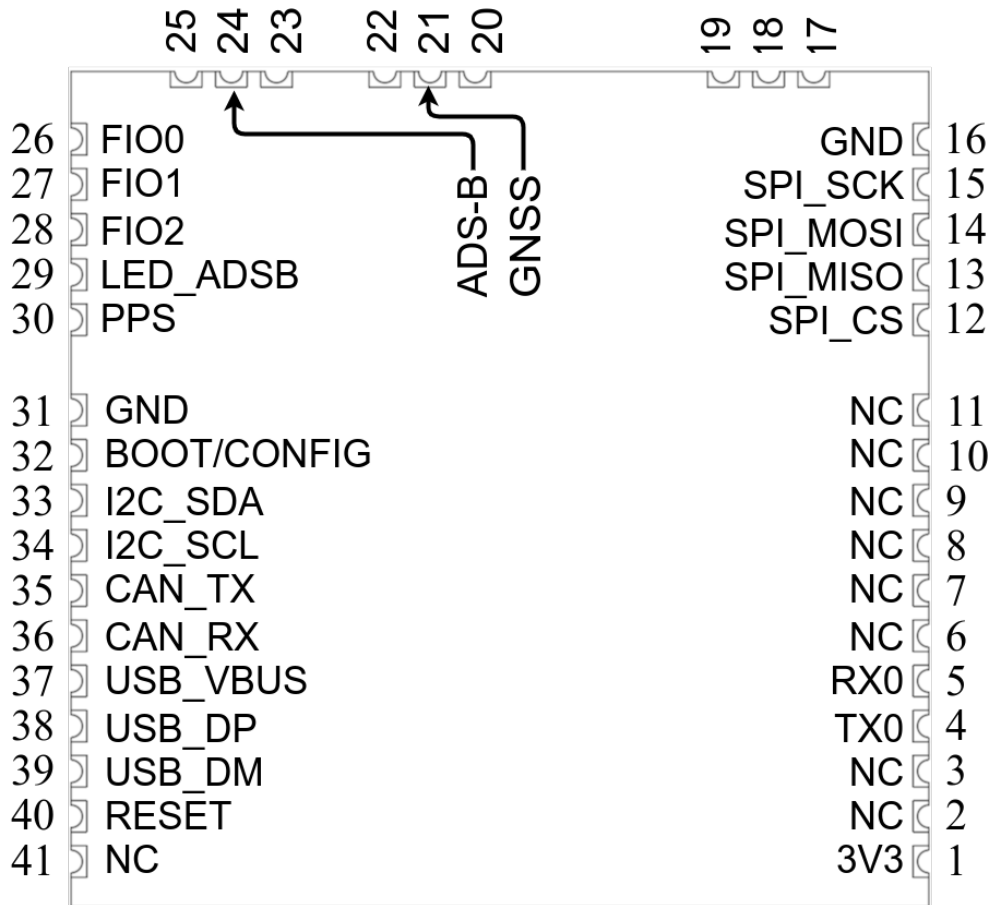 25 24 23 22 21 20 19 18 17
26 FIO0 GND 16
27 FIO1 SPI_SCK 15
28 FIO2 SPI_MOSI 14
29 LED_ADSB SPI_MISO 13
30 PPS SPI_CS 12
ADS-B
GNSS
31 GND NC 11
32 BOOT/CONFIG NC 10
33 I2C_SDA NC 9
34 I2C_SCL NC 8
35 CAN_TX NC 7
36 CAN_RX NC 6
37 USB_VBUS RX0 5
38 USB_DP TX0 4
39 USB_DM NC 3
40 RESET NC 2
41 NC 3V3 1